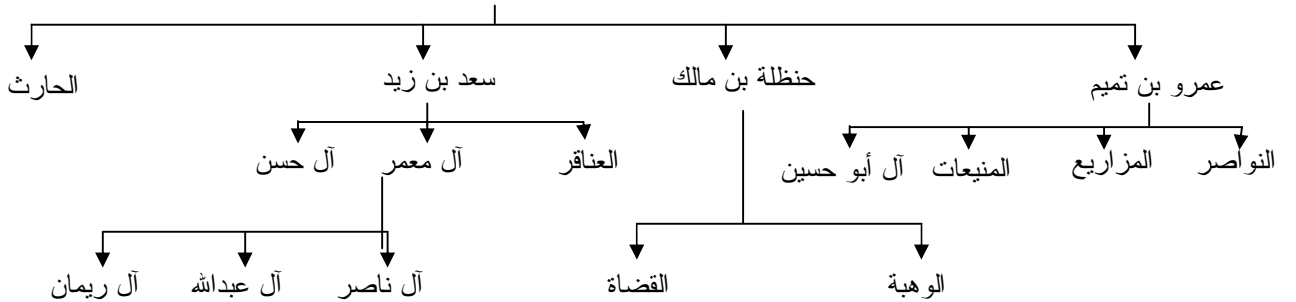 عمرو بن تميم حنظلة بن مالك سعد بن زيد الحارث
النواصر المزاريع المنيعات آل أبو حسين العناقر آل معمر آل حسن
الوهبة القضاة آل ناصر آل عبدالله آل ريمان